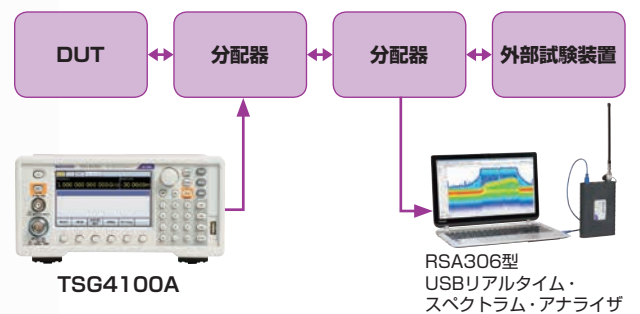 DUT
分配器
分配器
外部試験装置
TSG4100A
RSA306型
USBリアルタイム・
スペクトラム・アナライザ